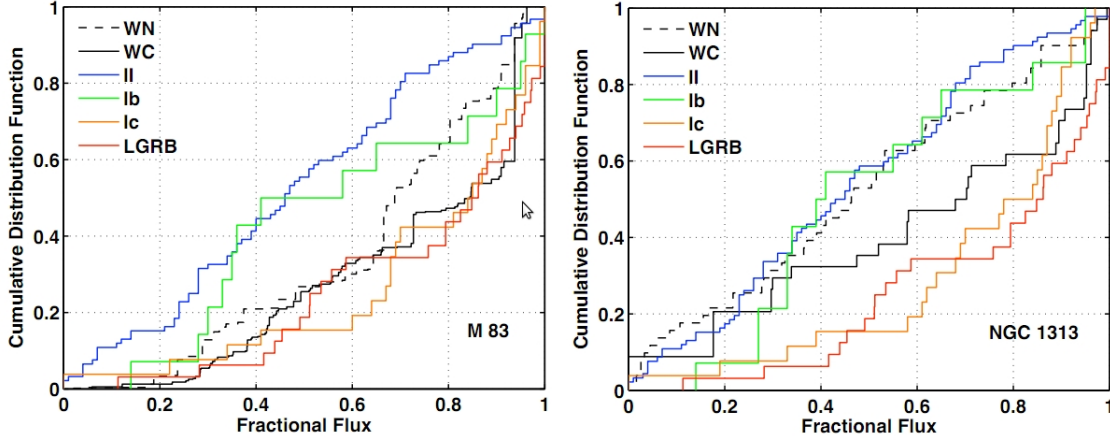 Cumulative Distribution Function
1
0.8
0.6
0.4
0.2
0
WN
WC
II
Ib
Ic
LGRB
M 83
0 0.2 0.4 0.6 0.8 1
Fractional Flux
Cumulative Distribution Function
1
0.8
0.6
0.4
0.2
0
WN
WC
II
Ib
Ic
LGRB
NGC 1313
0 0.2 0.4 0.6 0.8 1
Fractional Flux